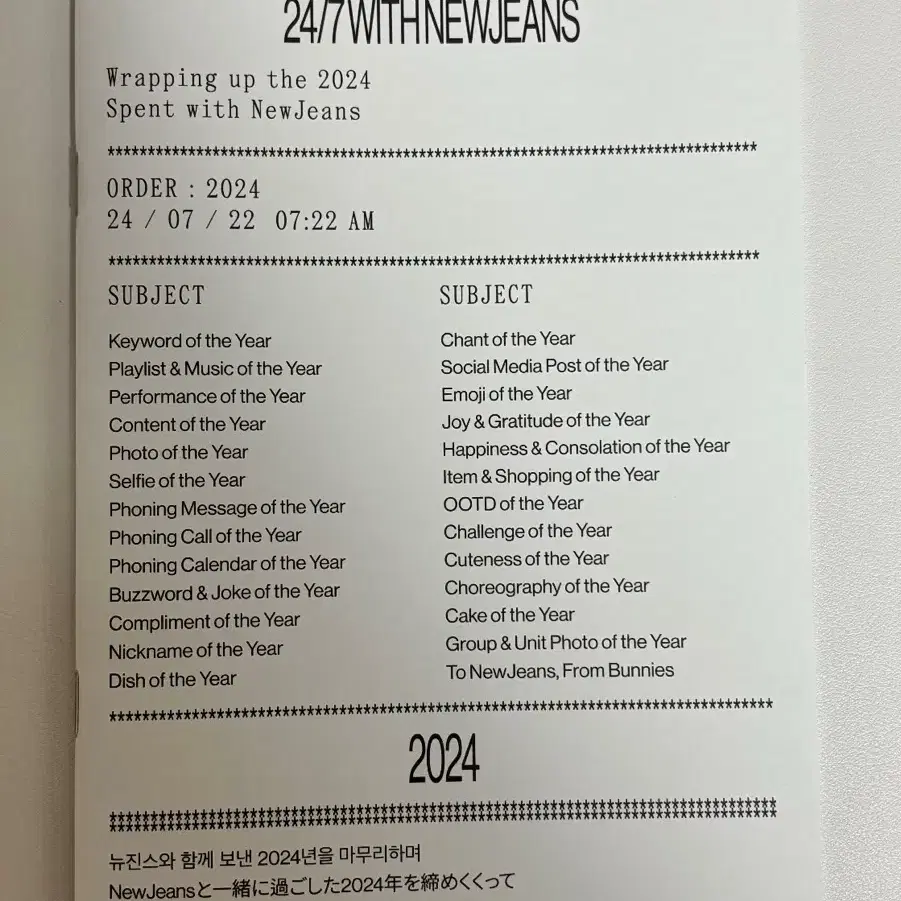 24/7 WITH NEWJEANS
Wrapping up the 2024
Spent with NewJeans
********************************************************************************
ORDER : 2024
24 / 07 / 22 07:22 AM
********************************************************************************
SUBJECT
Keyword of the Year
Playlist & Music of the Year
Performance of the Year
Content of the Year
Photo of the Year
Selfie of the Year
Phoning Message of the Year
Phoning Call of the Year
Phoning Calendar of the Year
Buzzword & Joke of the Year
Compliment of the Year
Nickname of the Year
Dish of the Year
SUBJECT
Chant of the Year
Social Media Post of the Year
Emoji of the Year
Joy & Gratitude of the Year
Happiness & Consolation of the Year
Item & Shopping of the Year
OOTD of the Year
Challenge of the Year
Cuteness of the Year
Choreography of the Year
Cake of the Year
Group & Unit Photo of the Year
To NewJeans, From Bunnies
********************************************************************************
2024
********************************************************************************
********************************************************************************
뉴진스와 함께 보낸 2024년을 마무리하며
NewJeansと一緒に過ごした2024年を締めくくって